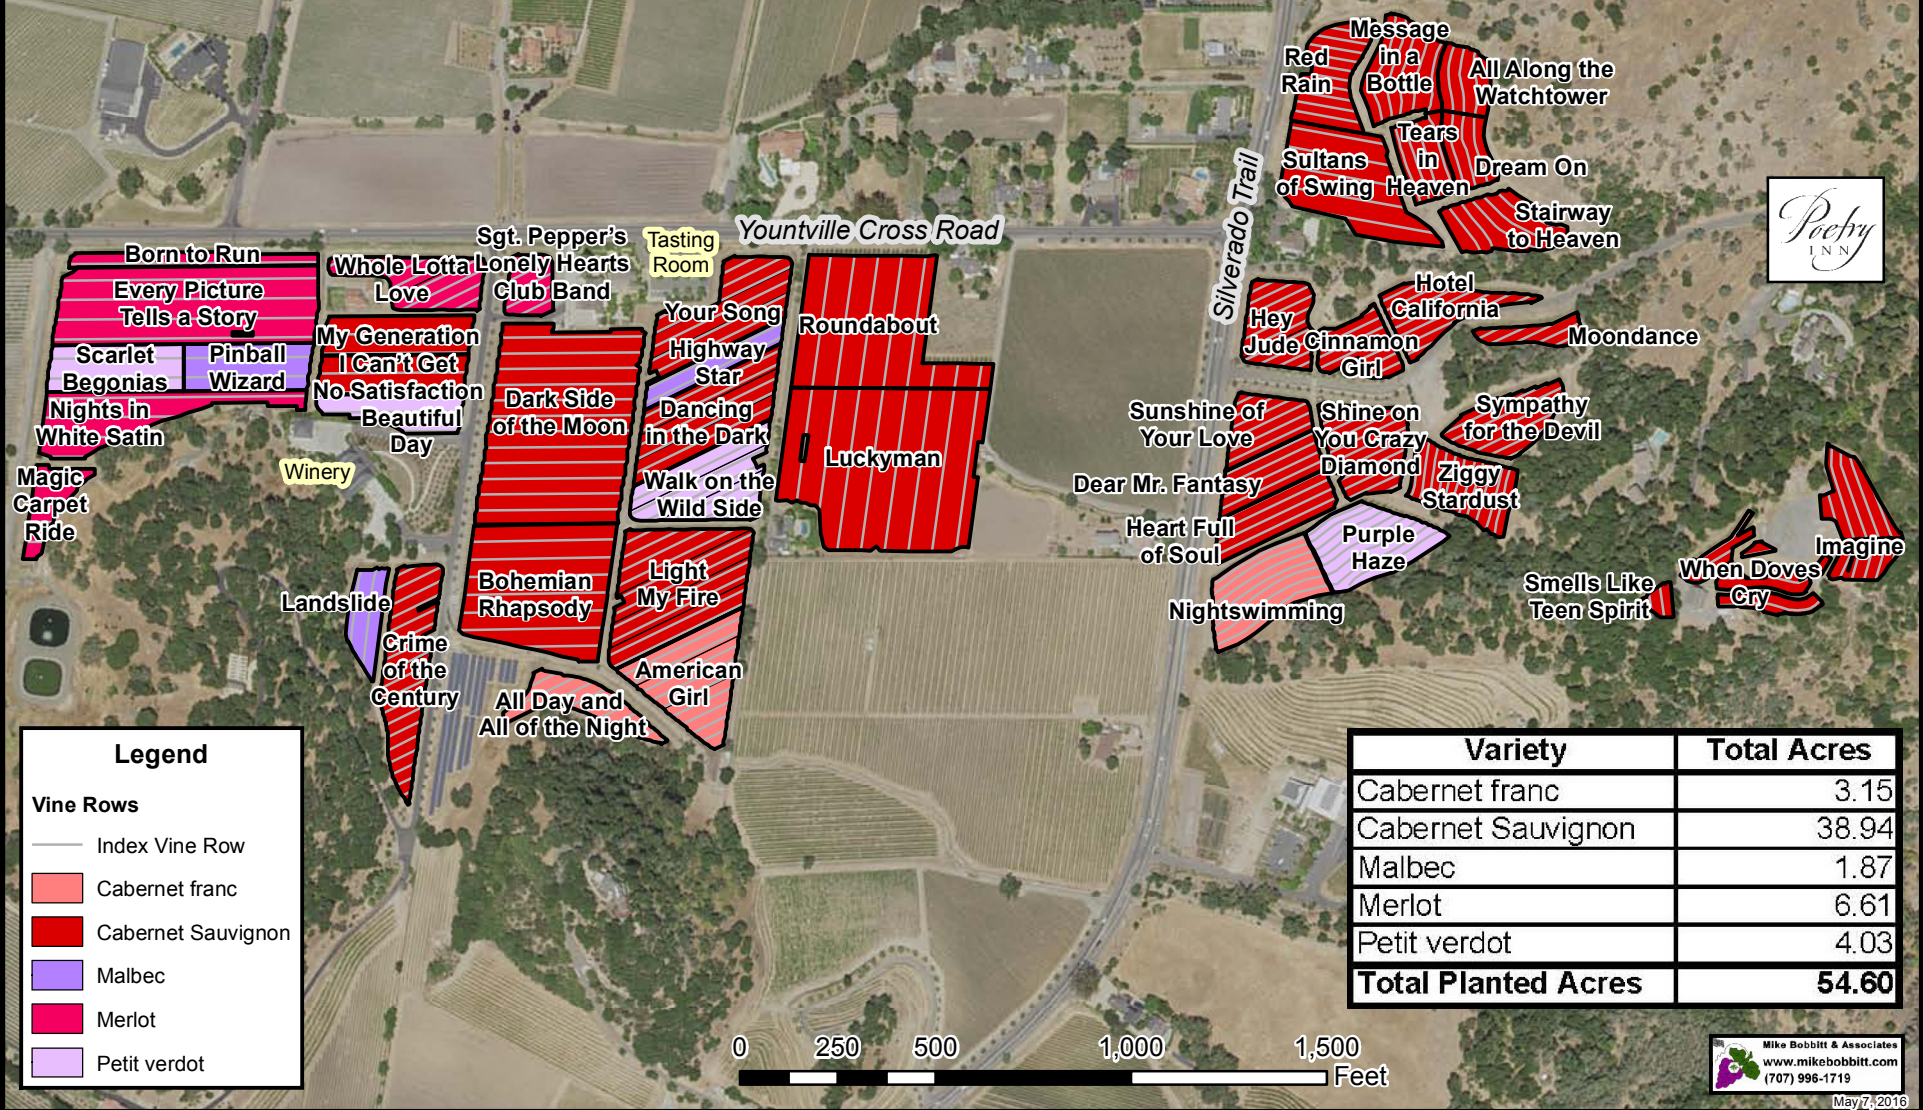 Message
in a
Bottle
Red
Rain
All Along the
Watchtower
Tears
in
Heaven
Sultans
of Swing
Dream On
Stairway
to Heaven
Silverado Trail
Poetry
INN
Yountville Cross Road
Tasting
Room
Sgt. Pepper's
Lonely Hearts
Club Band
Born to Run
Whole Lotta
Love
Every Picture
Tells a Story
My Generation
Scarlet
Begonias
Pinball
Wizard
I Can't Get
No Satisfaction
Nights in
White Satin
Beautiful
Day
Magic
Carpet
Ride
Winery
Your Song
Highway
Star
Dancing
in the Dark
Walk on the
Wild Side
Dark Side
of the Moon
Roundabout
Luckyman
Hey
Jude
Cinnamon
Girl
Hotel
California
Moondance
Sunshine of
Your Love
Shine on
You Crazy
Diamond
Sympathy
for the Devil
Dear Mr. Fantasy
Ziggy
Stardust
Heart Full
of Soul
Purple
Haze
Nightswimming
Imagine
When Doves
Cry
Smells Like
Teen Spirit
Landslide
Crime
of the
Century
Bohemian
Rhapsody
Light
My Fire
American
Girl
All Day and
All of the Night
Legend
Vine Rows
Index Vine Row
Cabernet franc
Cabernet Sauvignon
Malbec
Merlot
Petit verdot
Variety Total Acres
Cabernet franc 3.15
Cabernet Sauvignon 38.94
Malbec 1.87
Merlot 6.61
Petit verdot 4.03
Total Planted Acres 54.60
0 250 500 1,000 1,500
Feet
Mike Bobbitt & Associates
www.mikebobbitt.com
(707) 996-1719
May 7, 2016